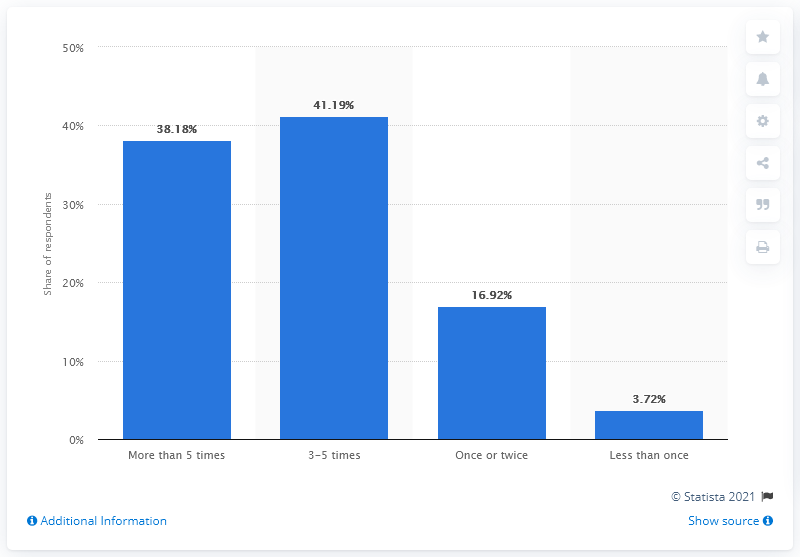 50%
40%
30%
20%
10%
0%
Share of respondents
38.18%
41.19%
16.92%
3.72%
More than 5 times
3-5 times
Once or twice
Less than once
© Statista 2021
Additional Information
Show source